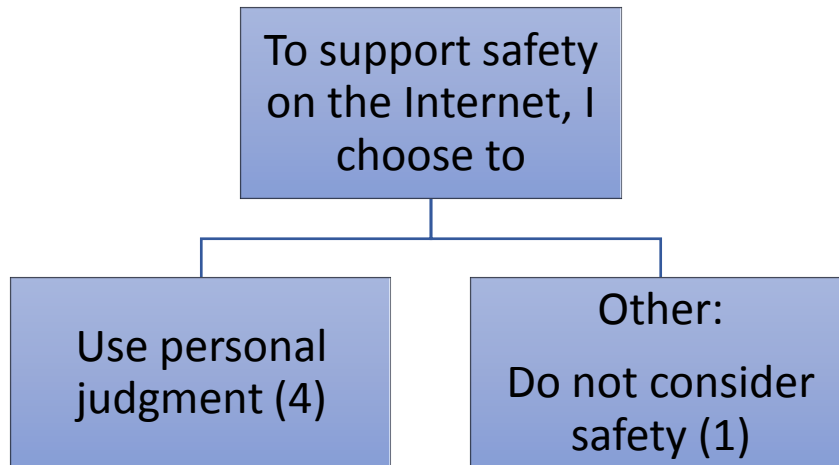 To support safety
on the Internet, I
choose to
Use personal
judgment (4)
Other:
Do not consider
safety (1)